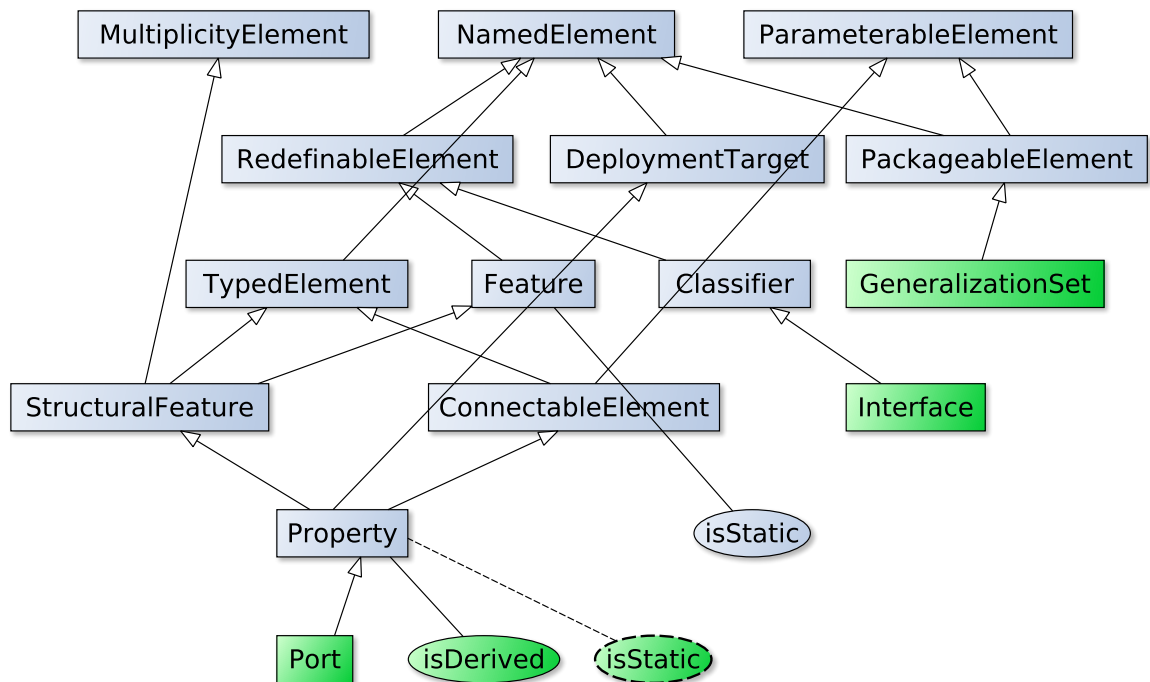 MultiplicityElement
NamedElement
ParameterableElement
RedefinableElement
DeploymentTarget
PackageableElement
TypedElement
Feature
Classifier
GeneralizationSet
StructuralFeature
ConnectableElement
Interface
Property
isStatic
Port
isDerived
isStatic